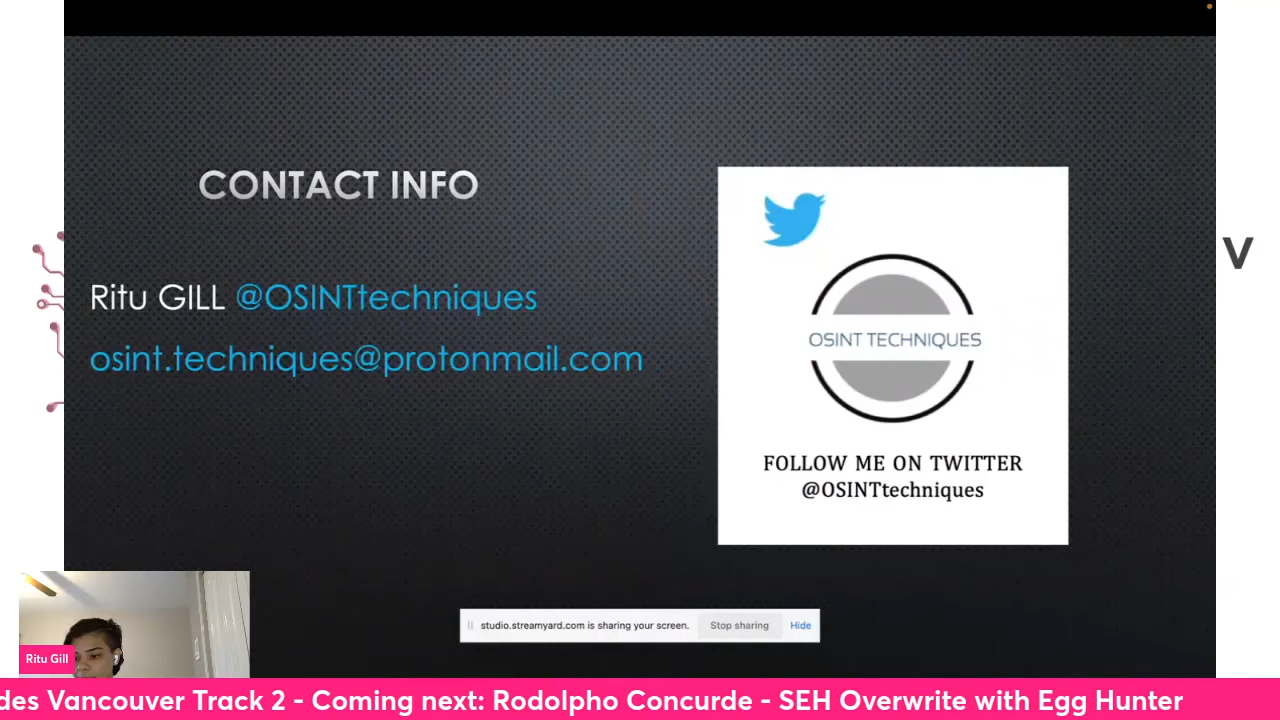 CONTACT INFO
Ritu GILL @OSINTtechniques
osint.techniques@protonmail.com
OSINT TECHNIQUES
FOLLOW ME ON TWITTER
@OSINTtechniques
V
studio.streamyard.com is sharing your screen. Stop sharing Hide
Ritu Gill
des Vancouver Track 2 - Coming next: Rodolpho Concurde - SEH Overwrite with Egg Hunter